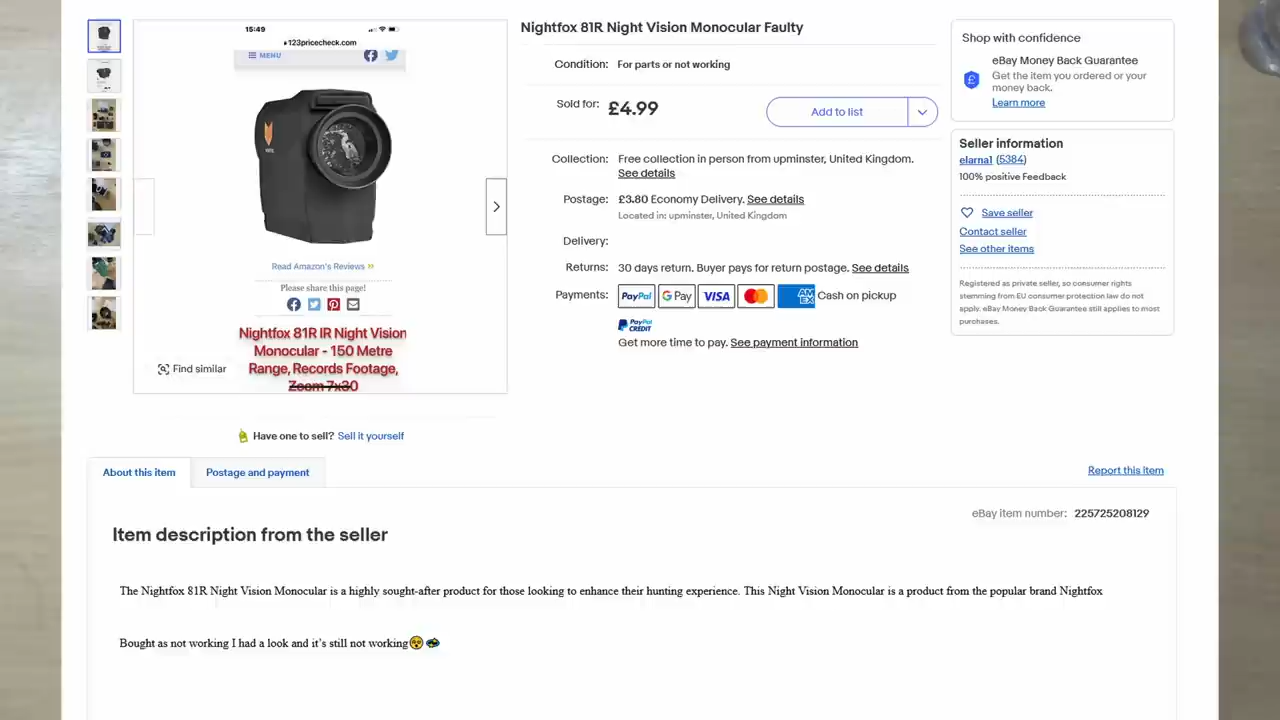 15:49
123pricecheck.com
MENU
Read Amazon's Reviews »
Please share this page!
Nightfox 81R IR Night Vision
Monocular - 150 Metre
Range, Records Footage,
Zoom 7x30
Find similar
Have one to sell? Sell it yourself
Nightfox 81R Night Vision Monocular Faulty
Condition: For parts or not working
Sold for: £4.99
Add to list
Collection: Free collection in person from upminster, United Kingdom.
See details
Postage: £3.80 Economy Delivery. See details
Located in: upminster, United Kingdom
Delivery:
Returns: 30 days return. Buyer pays for return postage. See details
Payments: PayPal G Pay VISA AM EX Cash on pickup
PayPal
CREDIT
Get more time to pay. See payment information
Shop with confidence
eBay Money Back Guarantee
Get the item you ordered or your
money back.
Learn more
Seller information
elarna1 (5384)
100% positive Feedback
Save seller
Contact seller
See other items
Registered as private seller, so consumer rights
stemming from EU consumer protection law do not
apply. eBay Money Back Guarantee still applies to most
purchases.
About this item
Postage and payment
Report this item
eBay item number: 225725208129
Item description from the seller
The Nightfox 81R Night Vision Monocular is a highly sought-after product for those looking to enhance their hunting experience. This Night Vision Monocular is a product from the popular brand Nightfox
Bought as not working I had a look and it's still not working